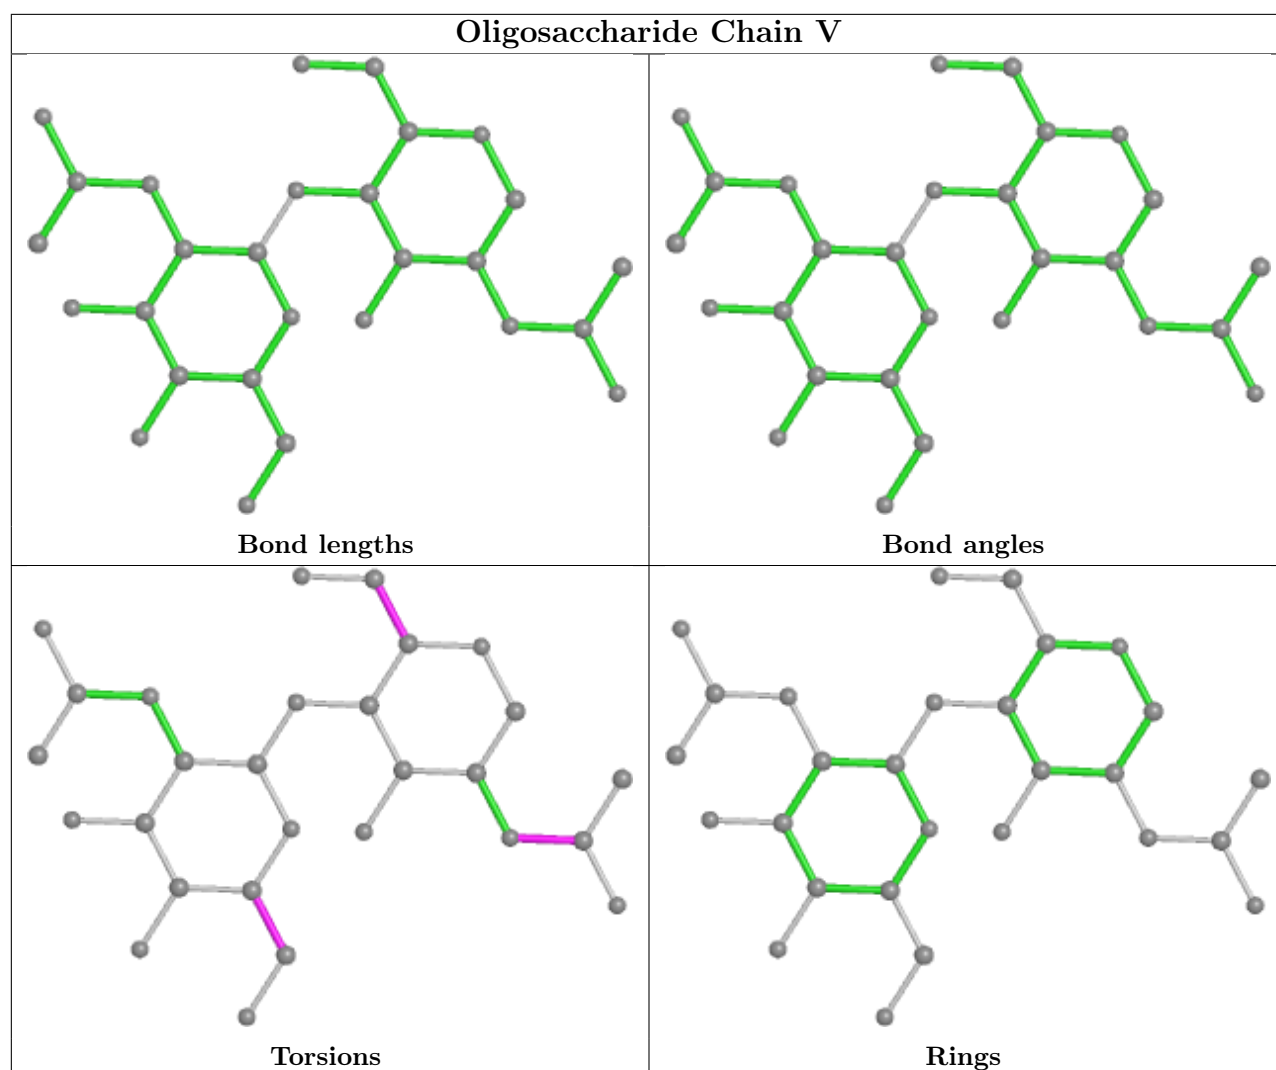 Oligosaccharide Chain V
Bond lengths
Bond angles
Torsions
Rings